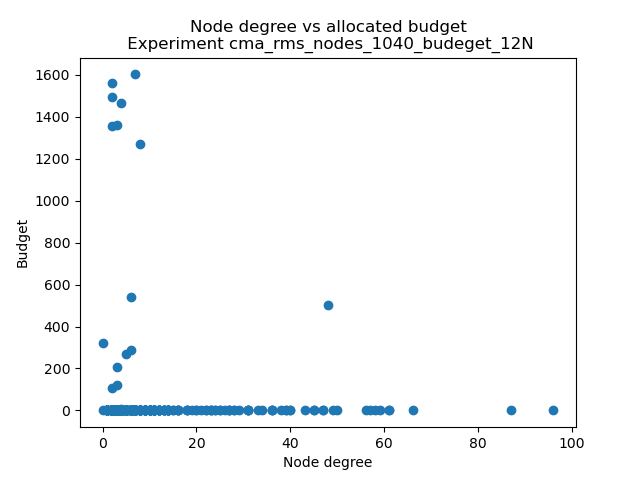 Node degree vs allocated budget
Experiment cma_rms_nodes_1040_budeget_12N
1600
1400
1200
1000
800
600
400
200
0
Budget
0 20 40 60 80 100
Node degree